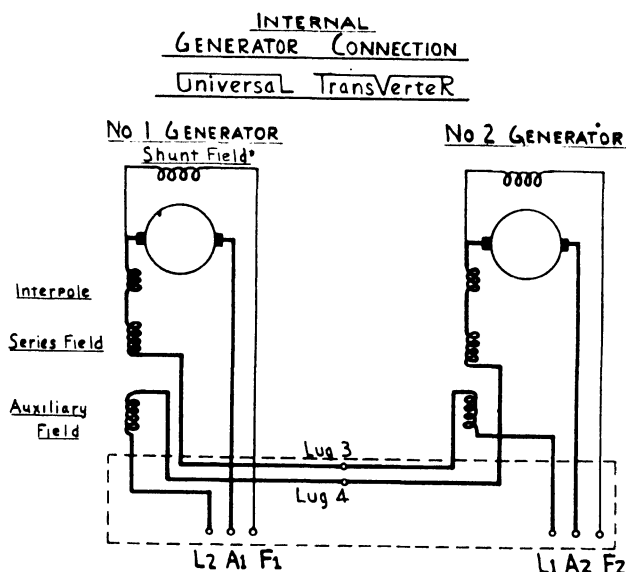 INTERNAL
GENERATOR CONNECTION
UniversaL TransVerteR
No 1 GENERATOR
No 2 GENERATOR
Shunt Field
Interpole
Series Field
Auxiliary
Field
Lug 3
Lug 4
L2 A1 F1
L1 A2 F2